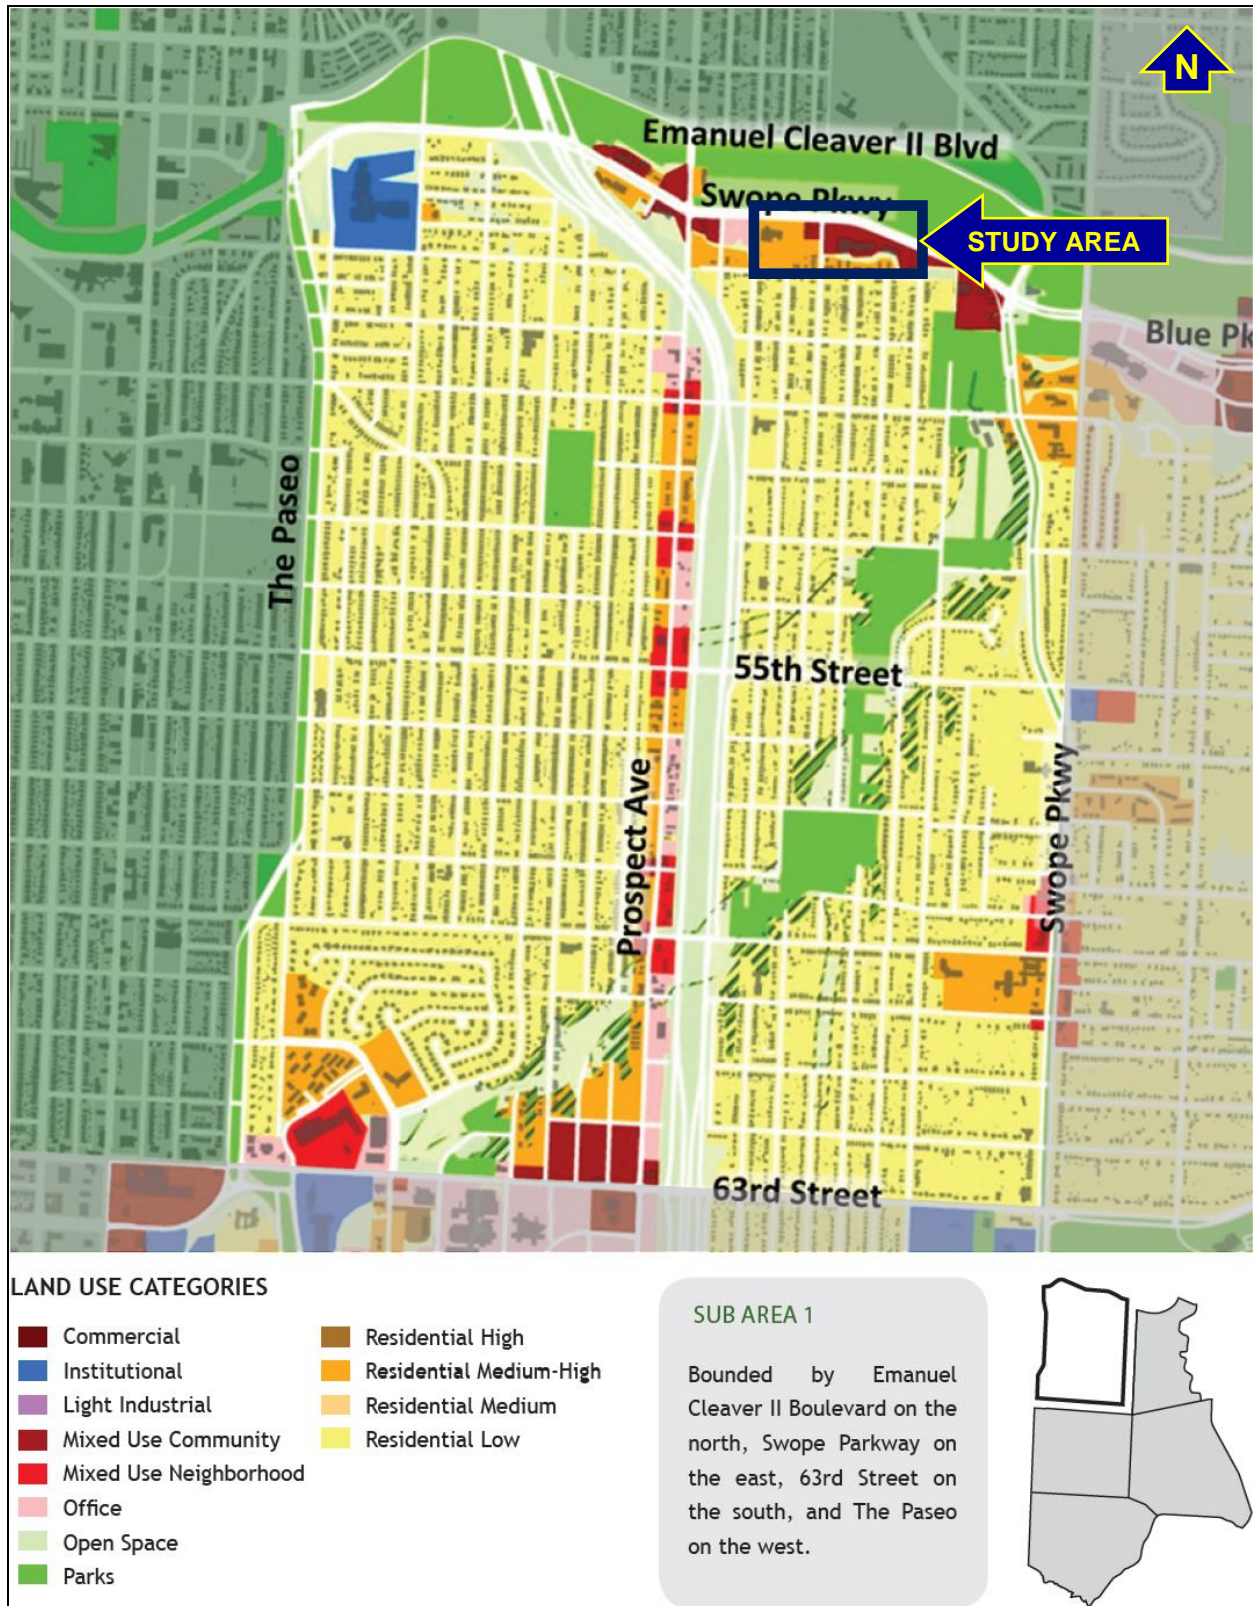 N
Emanuel Cleaver II Blvd
Swope Pkwy
STUDY AREA
Blue Pk
The Paseo
55th Street
Prospect Ave
Swope Pkwy
63rd Street
LAND USE CATEGORIES
Commercial
Institutional
Light Industrial
Mixed Use Community
Mixed Use Neighborhood
Office
Open Space
Parks
Residential High
Residential Medium-High
Residential Medium
Residential Low
SUB AREA 1
Bounded by Emanuel
Cleaver II Boulevard on the
north, Swope Parkway on
the east, 63rd Street on
the south, and The Paseo
on the west.